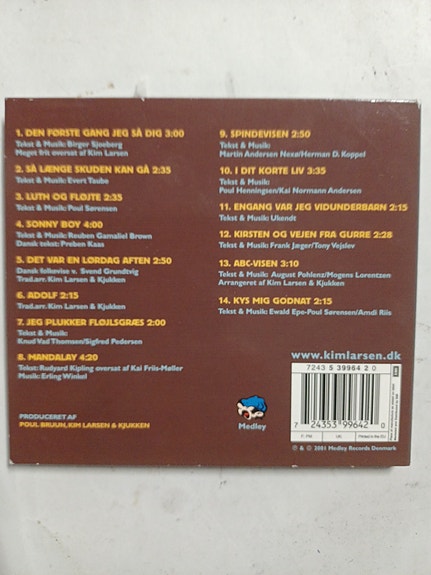 1. DEN FØRSTE GANG JEG SÅ DIG 3:00
Tekst & Musik: Birger Sjoeberg
Meget frit oversat af Kim Larsen
2. SÅ LÆNGE SKUDEN KAN GÅ 2:35
Tekst & Musik: Evert Taube
3. LUTH OG FLØJTE 2:35
Tekst & Musik: Poul Sørensen
4. SONNY BOY 4:00
Tekst & Musik: Reuben Gamaliel Brown
Dansk tekst: Preben Kaas
5. DET VAR EN LØRDAG AFTEN 2:50
Dansk folkevise v. Svend Grundtvig
Trad.arr. Kim Larsen & Kjukken
6. ADOLF 2:15
Trad.arr. Kim Larsen & Kjukken
7. JEG PLUKKER FLØJLSGRÆS 2:00
Tekst & Musik:
Knud Vad Thomsen/Sigfred Pedersen
8. MANDALAY 4:20
Tekst: Rudyard Kipling oversat af Kai Friis-Møller
Musik: Erling Winkel
PRODUCERET AF
POUL BRUUN, KIM LARSEN & KJUKKEN
9. SPINDEVISEN 2:50
Tekst & Musik:
Martin Andersen Nexø/Herman D. Koppel
10. I DIT KORTE LIV 3:35
Tekst & Musik:
Poul Henningsen/Kai Normann Andersen
11. ENGANG VAR JEG VIDUNDERBARN 2:15
Tekst & Musik: Ukendt
12. KIRSTEN OG VEJEN FRA GURRE 2:28
Tekst & Musik Frank Jæger/Tony Vejslev
13. ABC-VISEN 3:10
Tekst & Musik: August Pohlenz/Mogens Lorentzen
Arrangeret af Kim Larsen & Kjukken
14. KYS MIG GODNAT 2:15
Tekst & Musik: Ewald Epe-Poul Sørensen/Amdi Riis
www.kimlarsen.dk
Medley
7243 5 39964 2 0
7 24353 99642 0
UK
Printed in the EU
℗ & © 2001 Medley Records Denmark